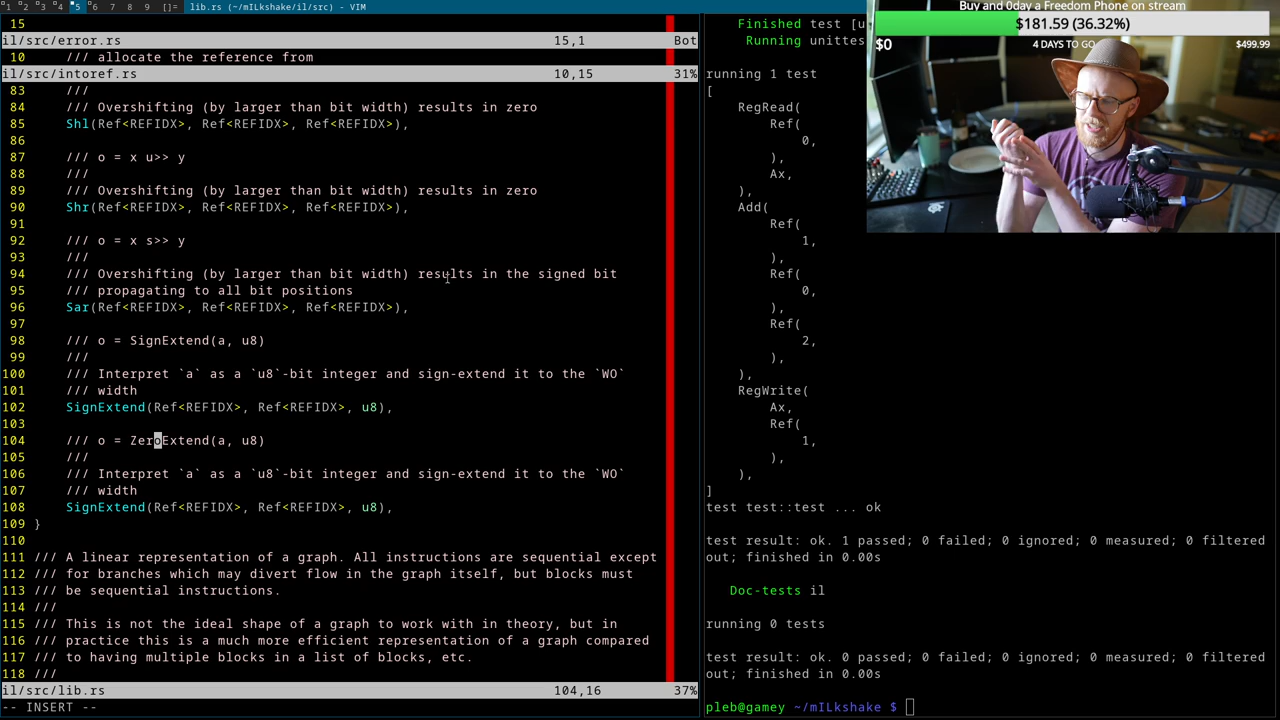 1 2 3 4 5 6 7 8 9 []= lib.rs (~/mILkshake/il/src) - VIM
15
il/src/error.rs 15,1 Bot
10 /// allocate the reference from
il/src/intoref.rs 10,15 31%
83 ///
84 /// Overshifting (by larger than bit width) results in zero
85 Shl(Ref<REFIDX>, Ref<REFIDX>, Ref<REFIDX>),
86
87 /// o = x u>> y
88 ///
89 /// Overshifting (by larger than bit width) results in zero
90 Shr(Ref<REFIDX>, Ref<REFIDX>, Ref<REFIDX>),
91
92 /// o = x s>> y
93 ///
94 /// Overshifting (by larger than bit width) results in the signed bit
95 /// propagating to all bit positions
96 Sar(Ref<REFIDX>, Ref<REFIDX>, Ref<REFIDX>),
97
98 /// o = SignExtend(a, u8)
99 ///
100 /// Interpret `a` as a `u8`-bit integer and sign-extend it to the `WO`
101 /// width
102 SignExtend(Ref<REFIDX>, Ref<REFIDX>, u8),
103
104 /// o = ZeroExtend(a, u8)
105 ///
106 /// Interpret `a` as a `u8`-bit integer and sign-extend it to the `WO`
107 /// width
108 SignExtend(Ref<REFIDX>, Ref<REFIDX>, u8),
109 }
110
111 /// A linear representation of a graph. All instructions are sequential except
112 /// for branches which may divert flow in the graph itself, but blocks must
113 /// be sequential instructions.
114 ///
115 /// This is not the ideal shape of a graph to work with in theory, but in
116 /// practice this is a much more efficient representation of a graph compared
117 /// to having multiple blocks in a list of blocks, etc.
118 ///
il/src/lib.rs 104,16 37%
-- INSERT --
Finished test [u
Running unittes
running 1 test
[
RegRead(
Ref(
0,
),
Ax,
),
Add(
Ref(
1,
),
Ref(
0,
),
Ref(
2,
),
),
RegWrite(
Ax,
Ref(
1,
),
),
]
test test::test ... ok
test result: ok. 1 passed; 0 failed; 0 ignored; 0 measured; 0 filtered
out; finished in 0.00s
Doc-tests il
running 0 tests
test result: ok. 0 passed; 0 failed; 0 ignored; 0 measured; 0 filtered
out; finished in 0.00s
pleb@gamey ~/mILkshake $
Buy and 0day a Freedom Phone on stream
$181.59 (36.32%)
$0 4 DAYS TO GO $499.99